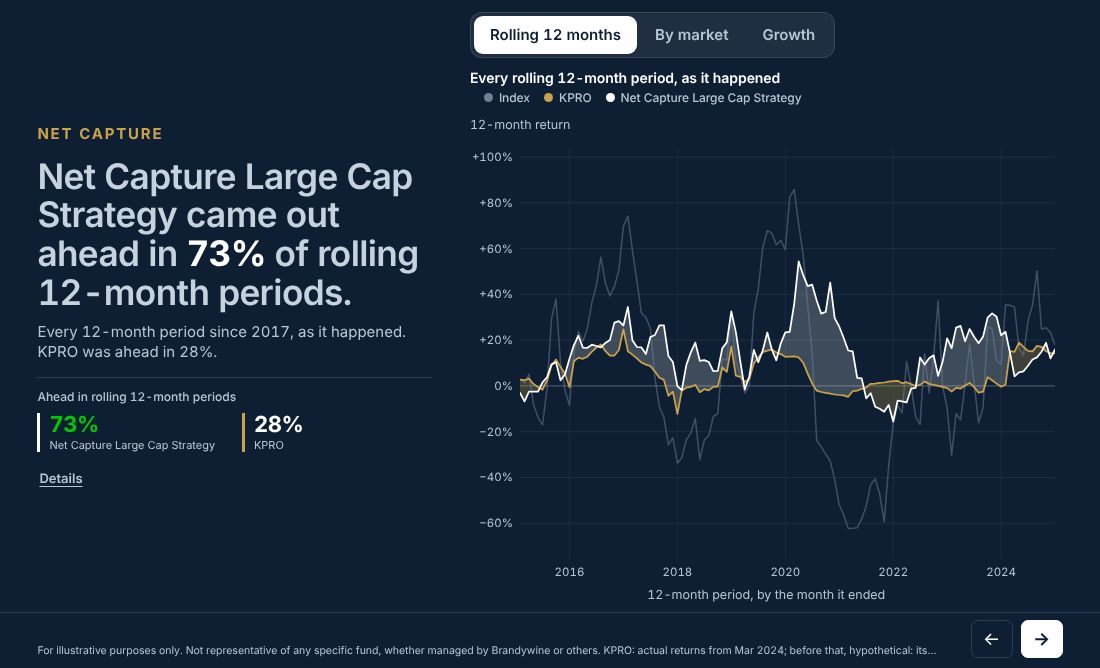 Rolling 12 months
By market
Growth
Every rolling 12-month period, as it happened
Index
KPRO
Net Capture Large Cap Strategy
12-month return
NET CAPTURE
Net Capture Large Cap
Strategy came out
ahead in 73% of rolling
12-month periods.
Every 12-month period since 2017, as it happened.
KPRO was ahead in 28%.
Ahead in rolling 12-month periods
73%
Net Capture Large Cap Strategy
28%
KPRO
Details
+100%
+80%
+60%
+40%
+20%
0%
−20%
−40%
−60%
2016
2018
2020
2022
2024
12-month period, by the month it ended
For illustrative purposes only. Not representative of any specific fund, whether managed by Brandywine or others. KPRO: actual returns from Mar 2024; before that, hypothetical: its...